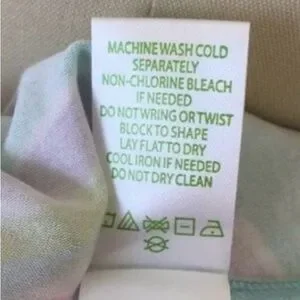 MACHINE WASH COLD
SEPARATELY
NON-CHLORINE BLEACH
IF NEEDED
DO NOT WRING OR TWIST
BLOCK TO SHAPE
LAY FLAT TO DRY
COOL IRON IF NEEDED
DO NOT DRY CLEAN